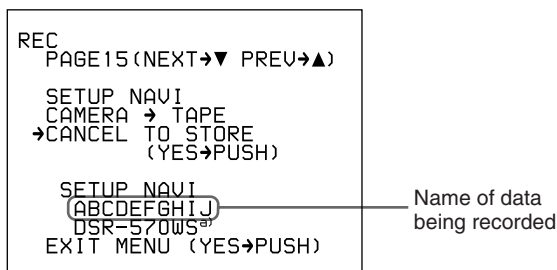 REC
PAGE15(NEXT➔▼ PREV➔▲)
SETUP NAVI
CAMERA ➔ TAPE
➔CANCEL TO STORE
(YES➔PUSH)
SETUP NAVI
ABCDEFGHIJ
DSR-570WSa)
EXIT MENU (YES➔PUSH)
Name of data
being recorded